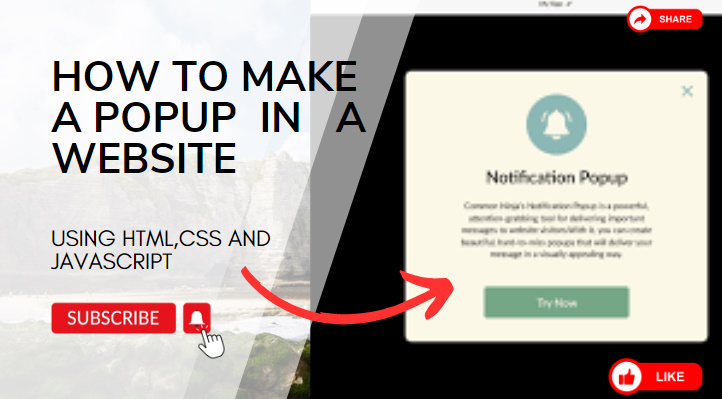 SHARE
HOW TO MAKE
A POPUP IN A
WEBSITE
USING HTML,CSS AND
JAVASCRIPT
SUBSCRIBE
Notification Popup
Common Ninja's Notification Popup is a powerful,
attention-grabbing tool for delivering important
messages to website visitors. With it, you can create
beautiful, hard-to-miss popups that will deliver your
message in a visually appealing way.
Try Now
LIKE